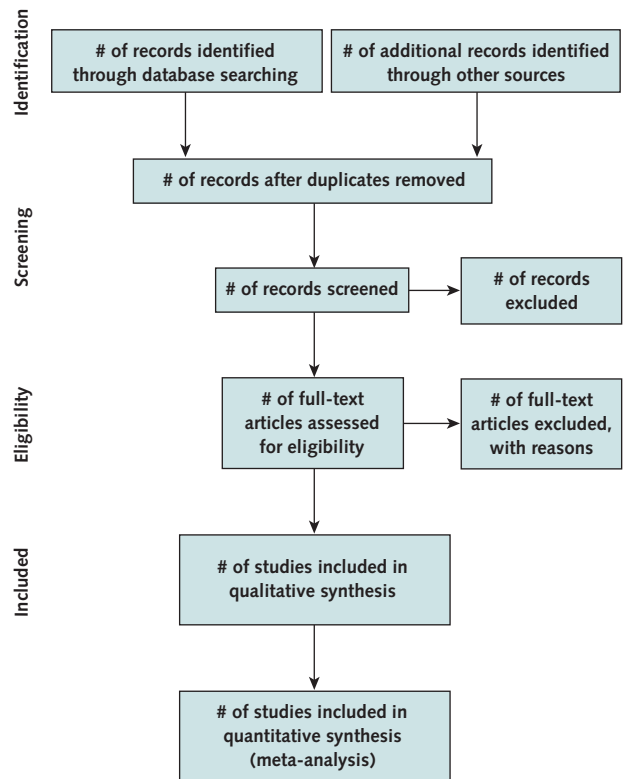 Identification
# of records identified
through database searching
# of additional records identified
through other sources
# of records after duplicates removed
Screening
# of records screened
# of records
excluded
Eligibility
# of full-text
articles assessed
for eligibility
# of full-text
articles excluded,
with reasons
Included
# of studies included in
qualitative synthesis
# of studies included in
quantitative synthesis
(meta-analysis)